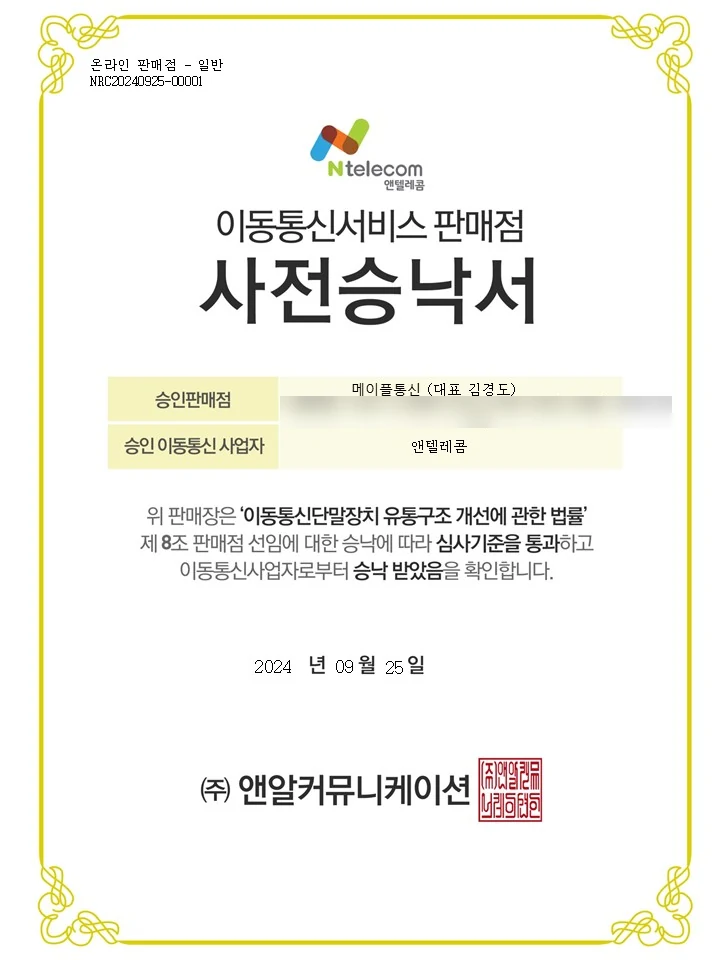 온라인 판매점 - 일반
NRC20240925-00001
Ntelecom
앤텔레콤
이동통신서비스 판매점
사전승낙서
승인판매점
메이플통신 (대표 김경도)
승인 이동통신 사업자
앤텔레콤
위 판매장은 '이동통신단말장치 유통구조 개선에 관한 법률'
제 8조 판매점 선임에 대한 승낙에 따라 심사기준을 통과하고
이동통신사업자로부터 승낙 받았음을 확인합니다.
2024 년 09 월 25 일
㈜ 앤알커뮤니케이션